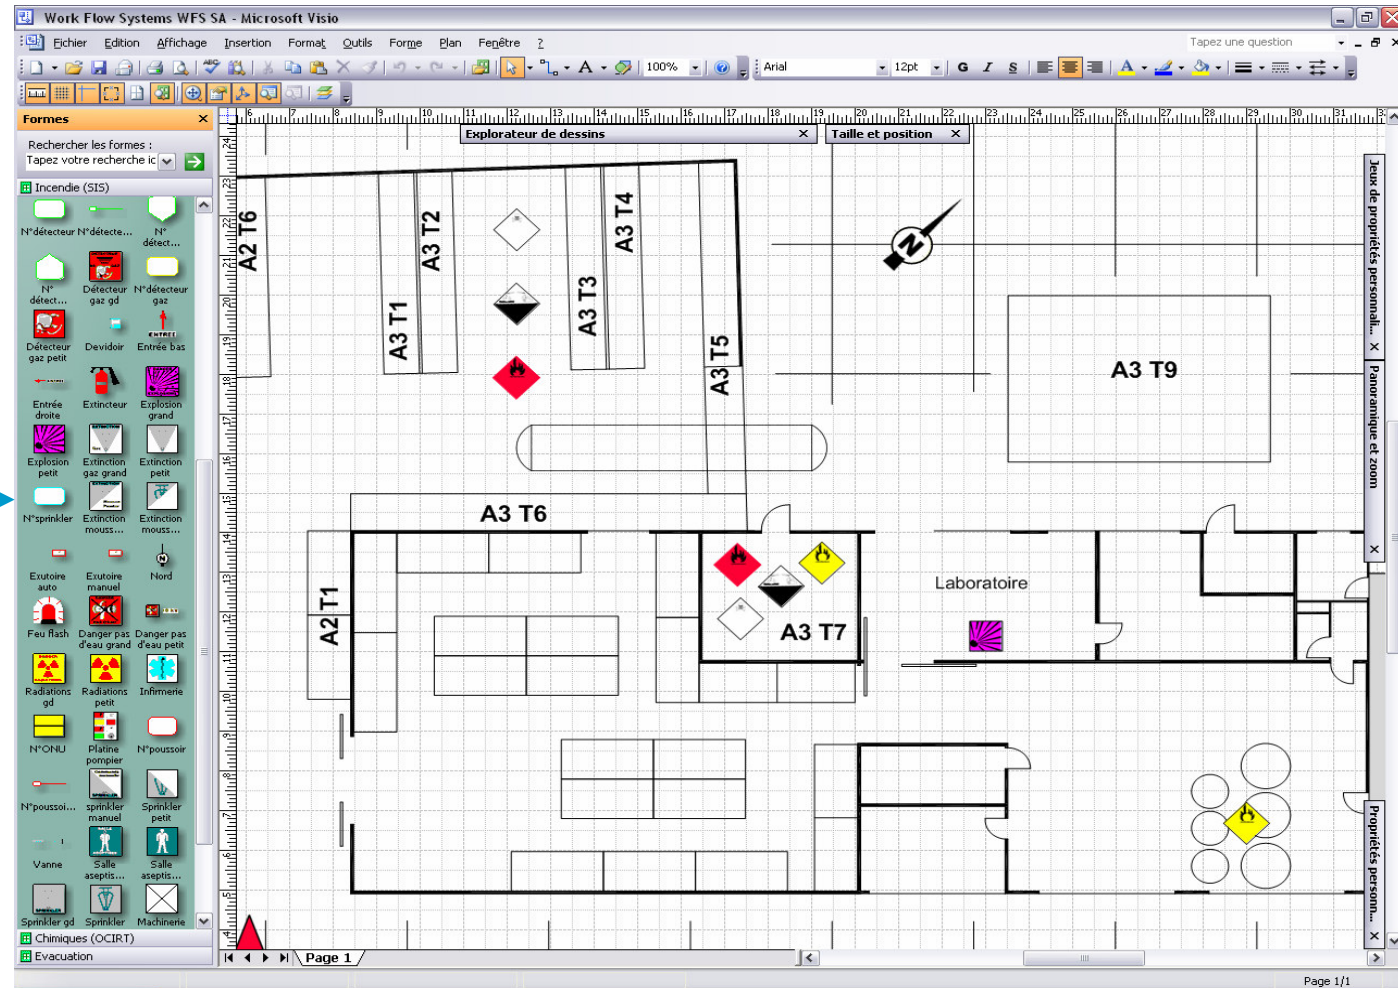 Work Flow Systems WFS SA - Microsoft Visio
Fichier Edition Affichage Insertion Format Outils Forme Plan Fenêtre ?
Tapez une question
100%
Arial
12pt
G I S
Formes
Rechercher les formes :
Tapez votre recherche ic
Incendie (SIS)
N°détecteur N°détecte... N° détect...
N° détect... Détecteur gaz gd N°détecteur gaz
Détecteur gaz petit Devidoir Entrée bas
Entrée droite Extincteur Explosion grand
Explosion petit Extinction gaz grand Extinction petit
N°sprinkler Extinction mouss... Extinction mouss...
Exutoire auto Exutoire manuel Nord
Feu flash Danger pas d'eau grand Danger pas d'eau petit
Radiations gd Radiations petit Infirmerie
N°ONU Platine pompier N°poussoir
N°poussoi... sprinkler manuel Sprinkler petit
Vanne Salle aseptis... Salle aseptis...
Sprinkler gd Sprinkler Machinerie
Chimiques (OCIRT)
Evacuation
Explorateur de dessins
Taille et position
Jeux de propriétés personnali...
Panoramique et zoom
Propriétés personn...
A2 T6
A3 T1
A3 T2
A3 T3
A3 T4
A3 T5
N
A3 T9
A3 T6
A2 T1
A3 T7
Laboratoire
Page 1
Page 1/1